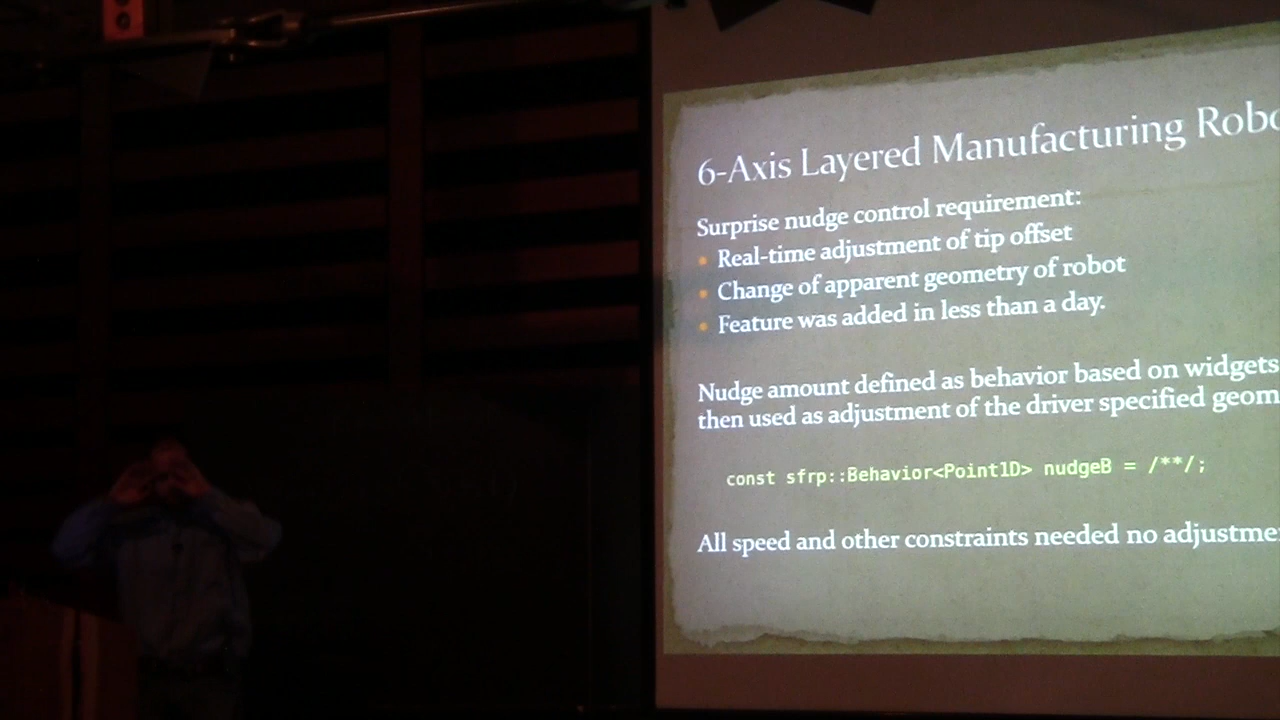 6-Axis Layered Manufacturing Robo
Surprise nudge control requirement:
• Real-time adjustment of tip offset
• Change of apparent geometry of robot
• Feature was added in less than a day.
Nudge amount defined as behavior based on widgets
then used as adjustment of the driver specified geom
const sfrp::Behavior<Point1D> nudgeB = /**/;
All speed and other constraints needed no adjustme